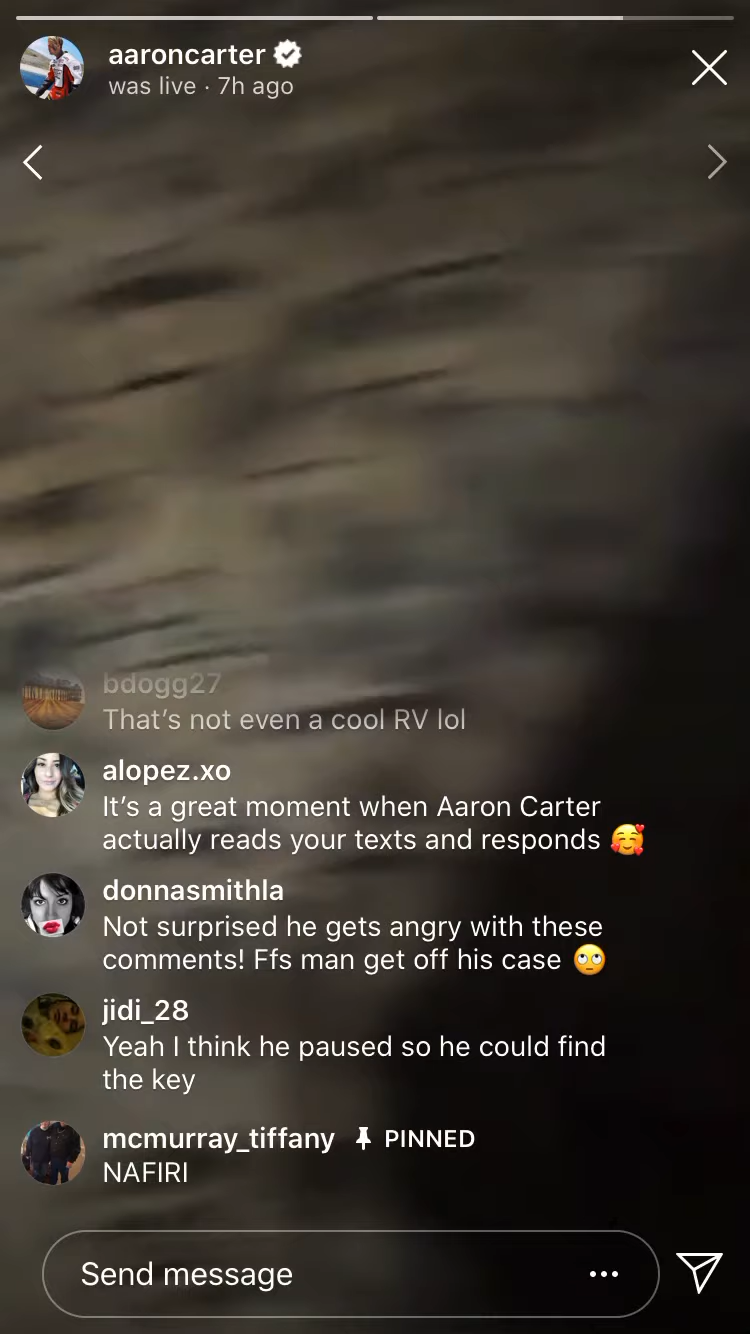 aaroncarter
was live · 7h ago
bdogg27
That’s not even a cool RV lol
alopez.xo
It’s a great moment when Aaron Carter
actually reads your texts and responds 🥰
donnasmithla
Not surprised he gets angry with these
comments! Ffs man get off his case 🙄
jidi_28
Yeah I think he paused so he could find
the key
mcmurray_tiffany PINNED
NAFIRI
Send message